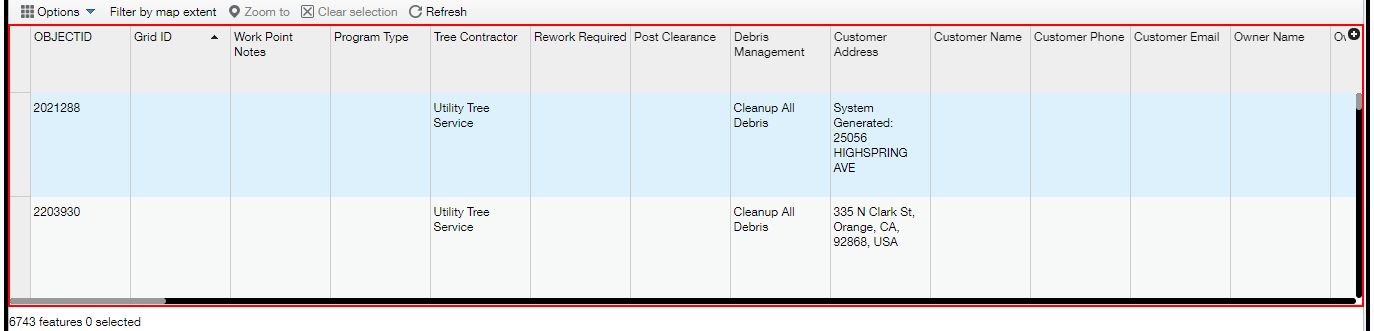 Options Filter by map extent Zoom to Clear selection Refresh
OBJECTID Grid ID Work Point Notes Program Type Tree Contractor Rework Required Post Clearance Debris Management Customer Address Customer Name Customer Phone Customer Email Owner Name
2021288 Utility Tree Service Cleanup All Debris System Generated: 25056 HIGHSPRING AVE
2203930 Utility Tree Service Cleanup All Debris 335 N Clark St, Orange, CA, 92868, USA
6743 features 0 selected